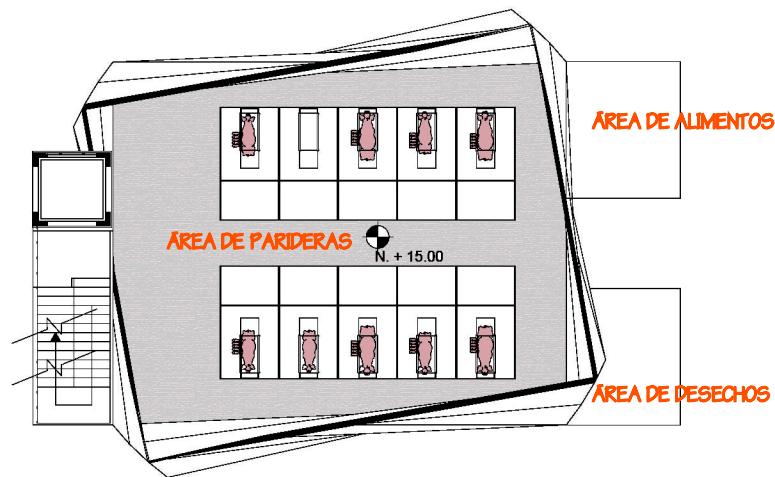 ÁREA DE ALIMENTOS
ÁREA DE PARIDERAS
N. + 15.00
ÁREA DE DESECHOS